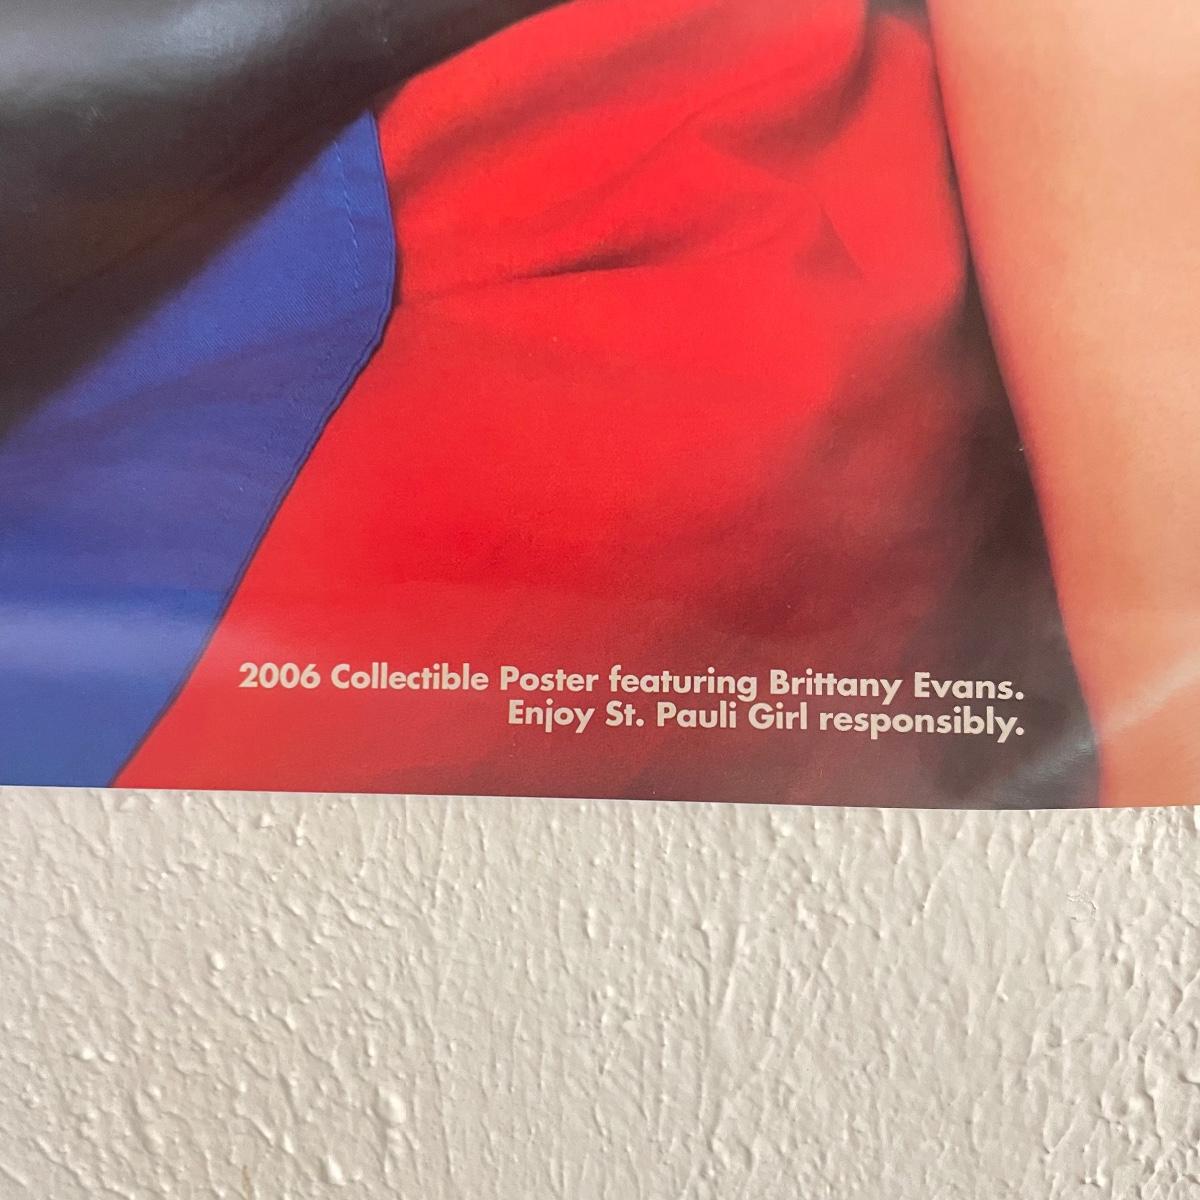 2006 Collectible Poster featuring Brittany Evans.
Enjoy St. Pauli Girl responsibly.